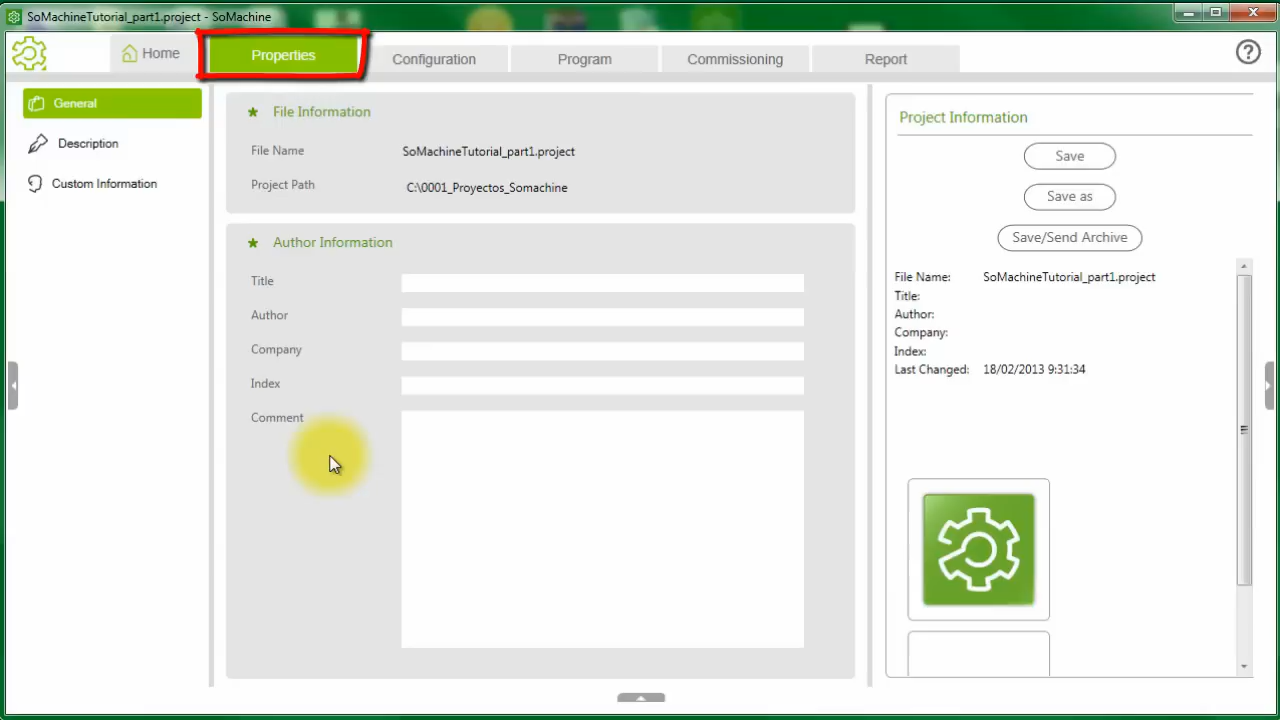 SoMachineTutorial_part1.project - SoMachine
Home
Properties
Configuration
Program
Commissioning
Report
General
Description
Custom Information
File Information
File Name
SoMachineTutorial_part1.project
Project Path
C:\0001_Proyectos_Somachine
Author Information
Title
Author
Company
Index
Comment
Project Information
Save
Save as
Save/Send Archive
File Name: SoMachineTutorial_part1.project
Title:
Author:
Company:
Index:
Last Changed: 18/02/2013 9:31:34